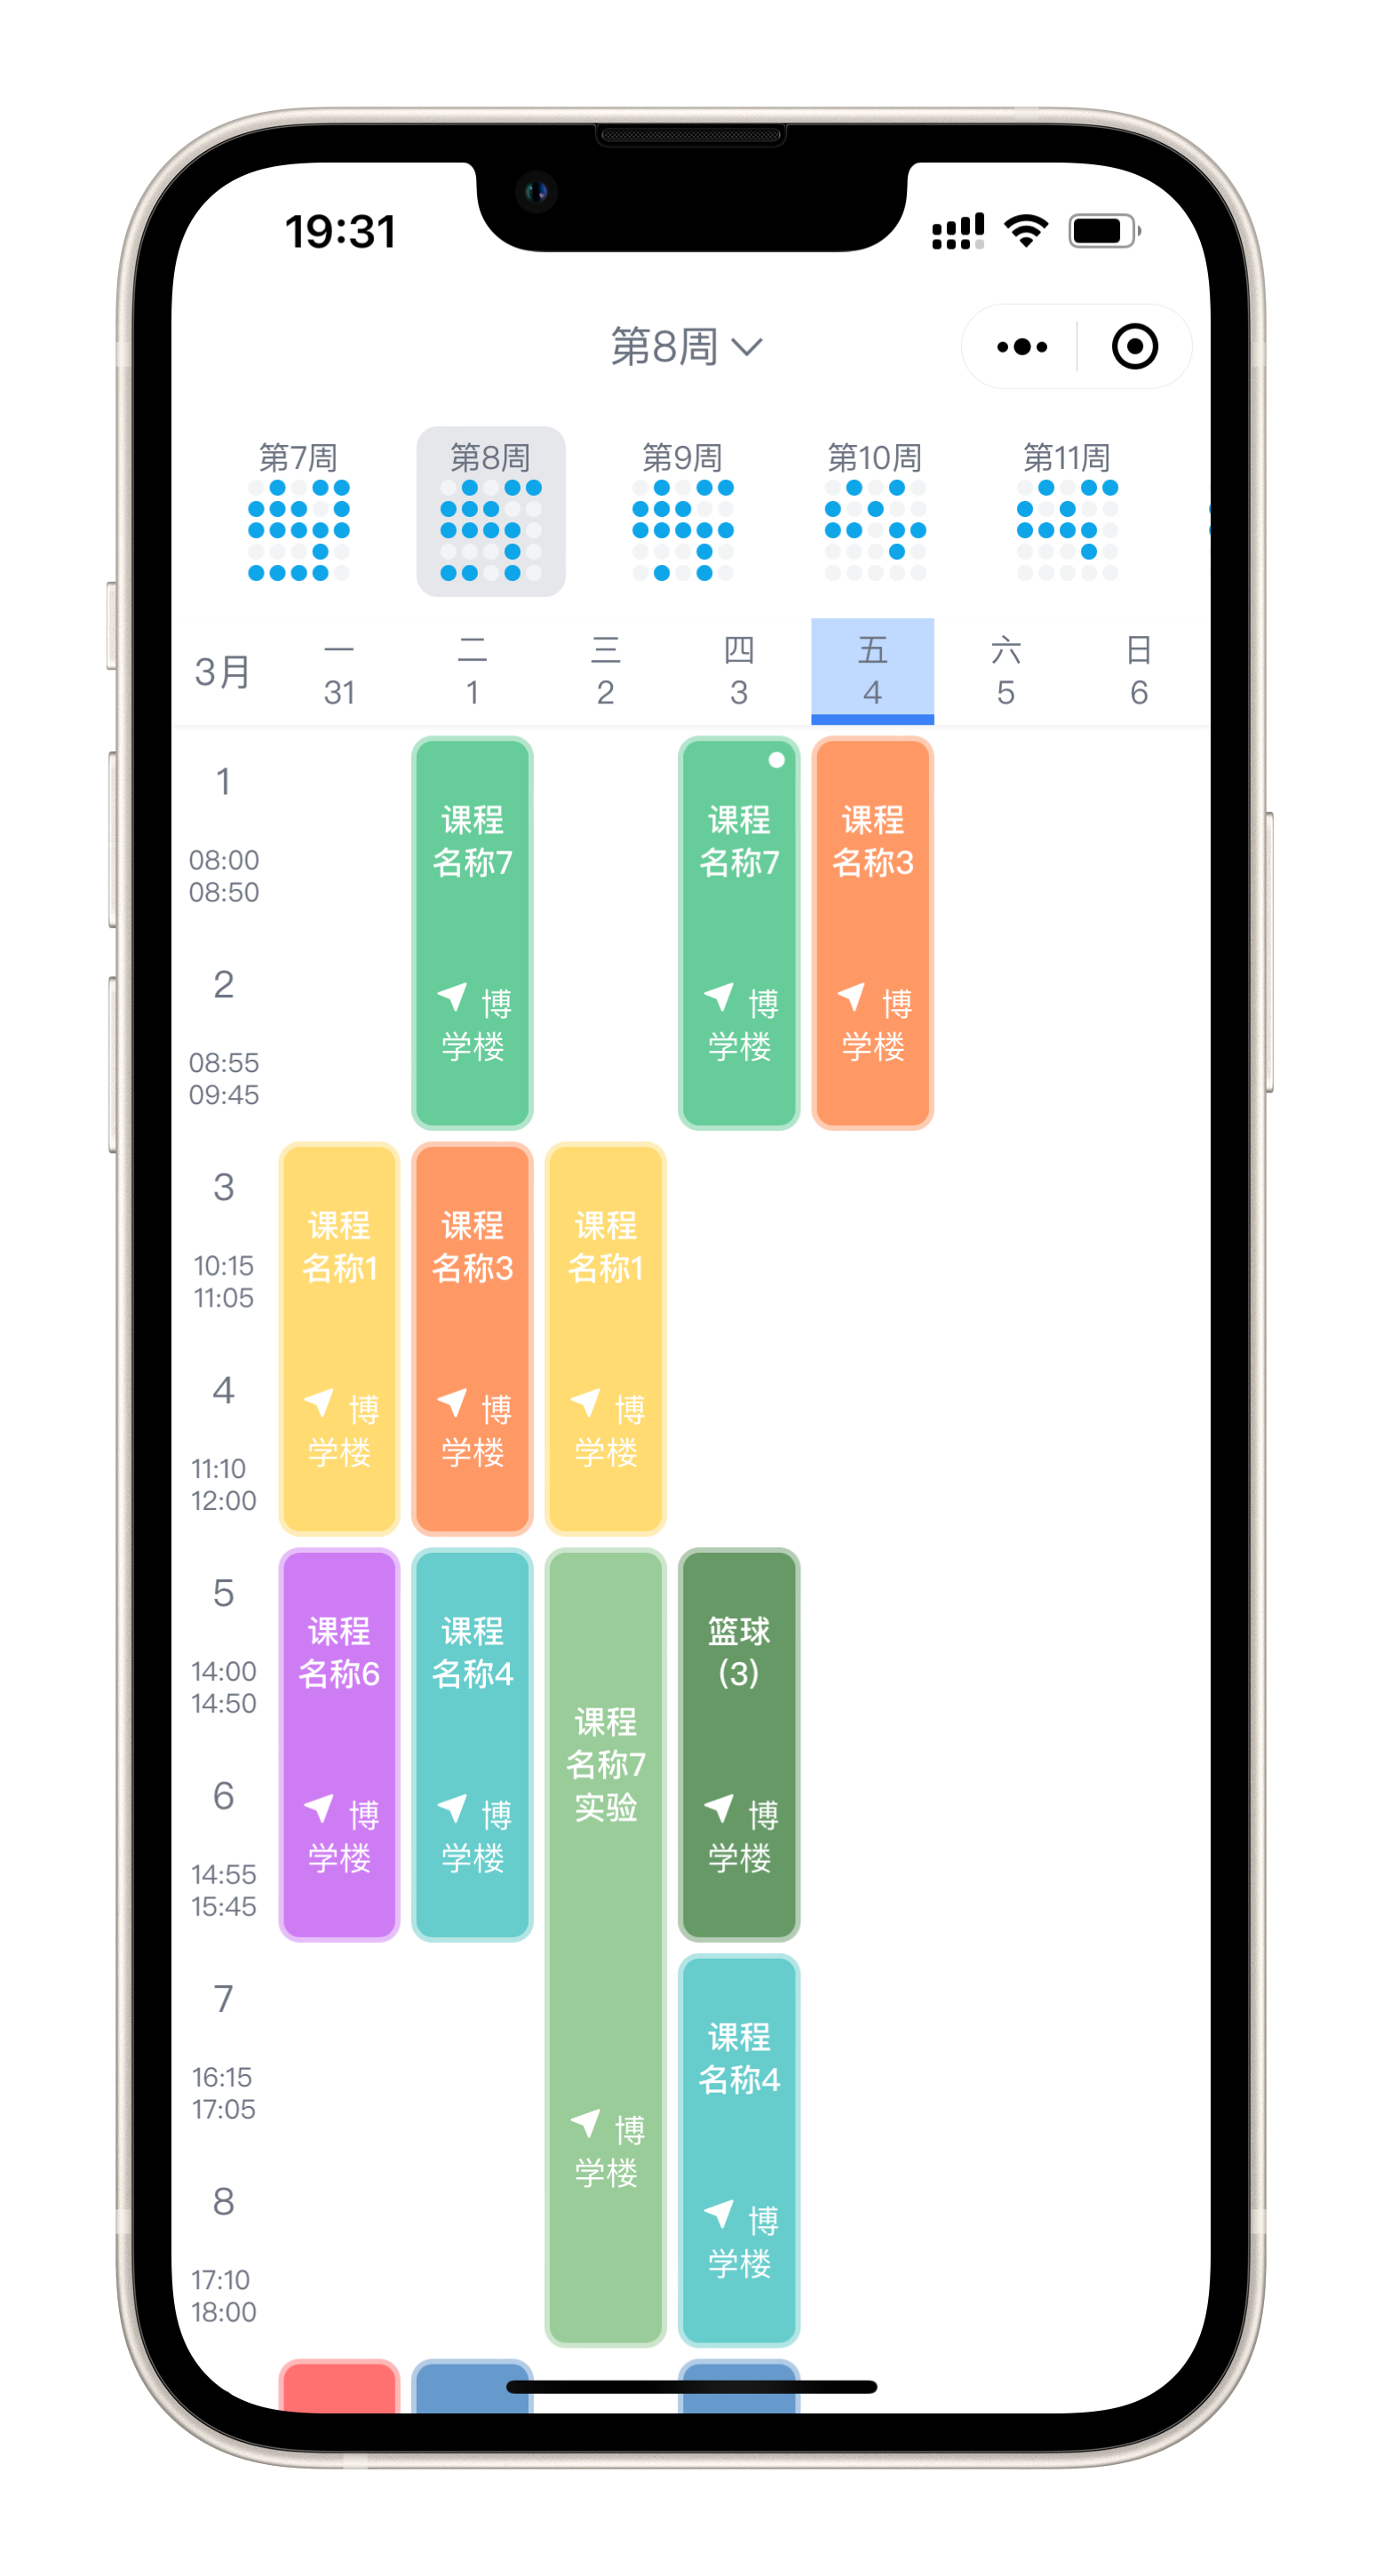 19:31
第8周
第7周
第8周
第9周
第10周
第11周
3月
一
31
二
1
三
2
四
3
五
4
六
5
日
6
1
08:00
08:50
课程
名称7
博
学楼
课程
名称7
博
学楼
课程
名称3
博
学楼
2
08:55
09:45
3
10:15
11:05
课程
名称1
博
学楼
课程
名称3
博
学楼
课程
名称1
博
学楼
4
11:10
12:00
5
14:00
14:50
课程
名称6
博
学楼
课程
名称4
博
学楼
课程
名称7
实验
博
学楼
篮球
(3)
博
学楼
6
14:55
15:45
7
16:15
17:05
课程
名称4
博
学楼
8
17:10
18:00